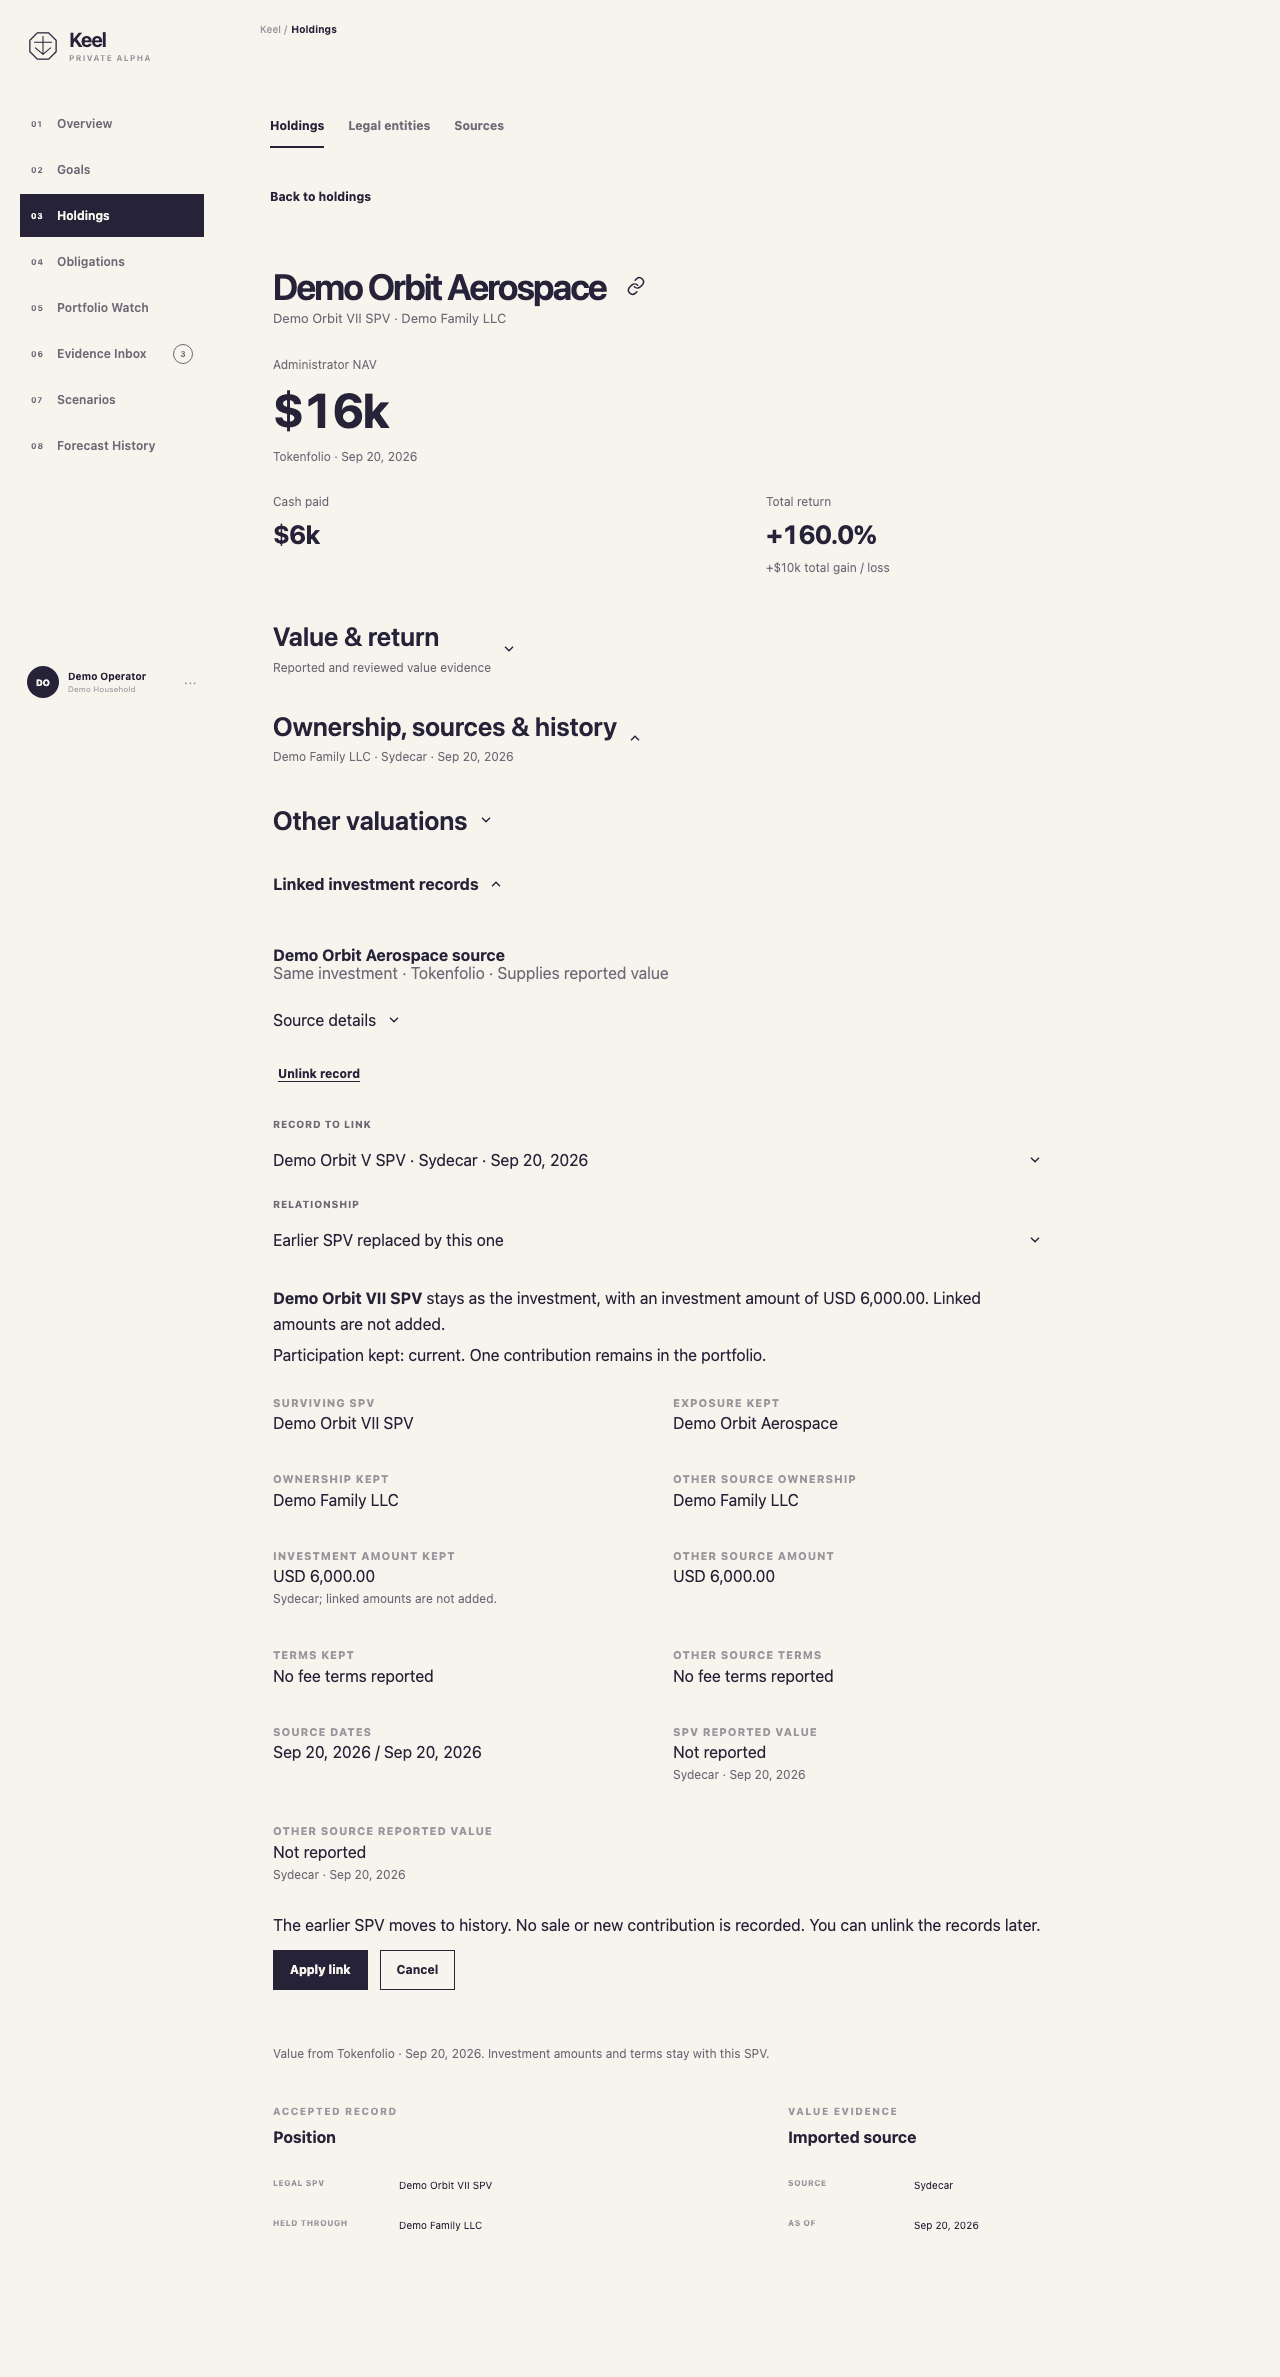 Keel
PRIVATE ALPHA
Keel / Holdings
01 Overview
02 Goals
03 Holdings
04 Obligations
05 Portfolio Watch
06 Evidence Inbox 3
07 Scenarios
08 Forecast History
DO Demo Operator ...
Demo Household
Holdings Legal entities Sources
Back to holdings
Demo Orbit Aerospace
Demo Orbit VII SPV · Demo Family LLC
Administrator NAV
$16k
Tokenfolio · Sep 20, 2026
Cash paid
$6k
Total return
+160.0%
+$10k total gain / loss
Value & return
Reported and reviewed value evidence
Ownership, sources & history
Demo Family LLC · Sydecar · Sep 20, 2026
Other valuations
Linked investment records
Demo Orbit Aerospace source
Same investment · Tokenfolio · Supplies reported value
Source details
Unlink record
RECORD TO LINK
Demo Orbit V SPV · Sydecar · Sep 20, 2026
RELATIONSHIP
Earlier SPV replaced by this one
Demo Orbit VII SPV stays as the investment, with an investment amount of USD 6,000.00. Linked
amounts are not added.
Participation kept: current. One contribution remains in the portfolio.
SURVIVING SPV
Demo Orbit VII SPV
EXPOSURE KEPT
Demo Orbit Aerospace
OWNERSHIP KEPT
Demo Family LLC
OTHER SOURCE OWNERSHIP
Demo Family LLC
INVESTMENT AMOUNT KEPT
USD 6,000.00
Sydecar; linked amounts are not added.
OTHER SOURCE AMOUNT
USD 6,000.00
TERMS KEPT
No fee terms reported
OTHER SOURCE TERMS
No fee terms reported
SOURCE DATES
Sep 20, 2026 / Sep 20, 2026
SPV REPORTED VALUE
Not reported
Sydecar · Sep 20, 2026
OTHER SOURCE REPORTED VALUE
Not reported
Sydecar · Sep 20, 2026
The earlier SPV moves to history. No sale or new contribution is recorded. You can unlink the records later.
Apply link Cancel
Value from Tokenfolio · Sep 20, 2026. Investment amounts and terms stay with this SPV.
ACCEPTED RECORD
Position
LEGAL SPV Demo Orbit VII SPV
HELD THROUGH Demo Family LLC
VALUE EVIDENCE
Imported source
SOURCE Sydecar
AS OF Sep 20, 2026